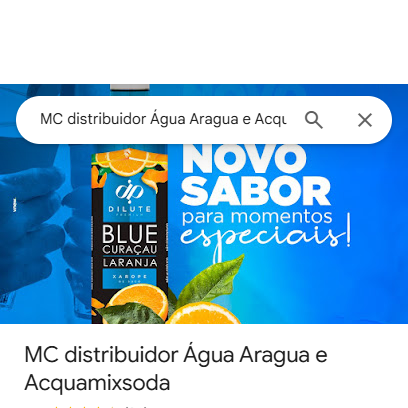 MC distribuidor Água Aragua e Acqu
NOVO
SABOR
para momentos
especiais!
dp
DILUTE
PREMIUM
BLUE
CURAÇAU
LARANJA
XAROPE
MC distribuidor Água Aragua e
Acquamixsoda